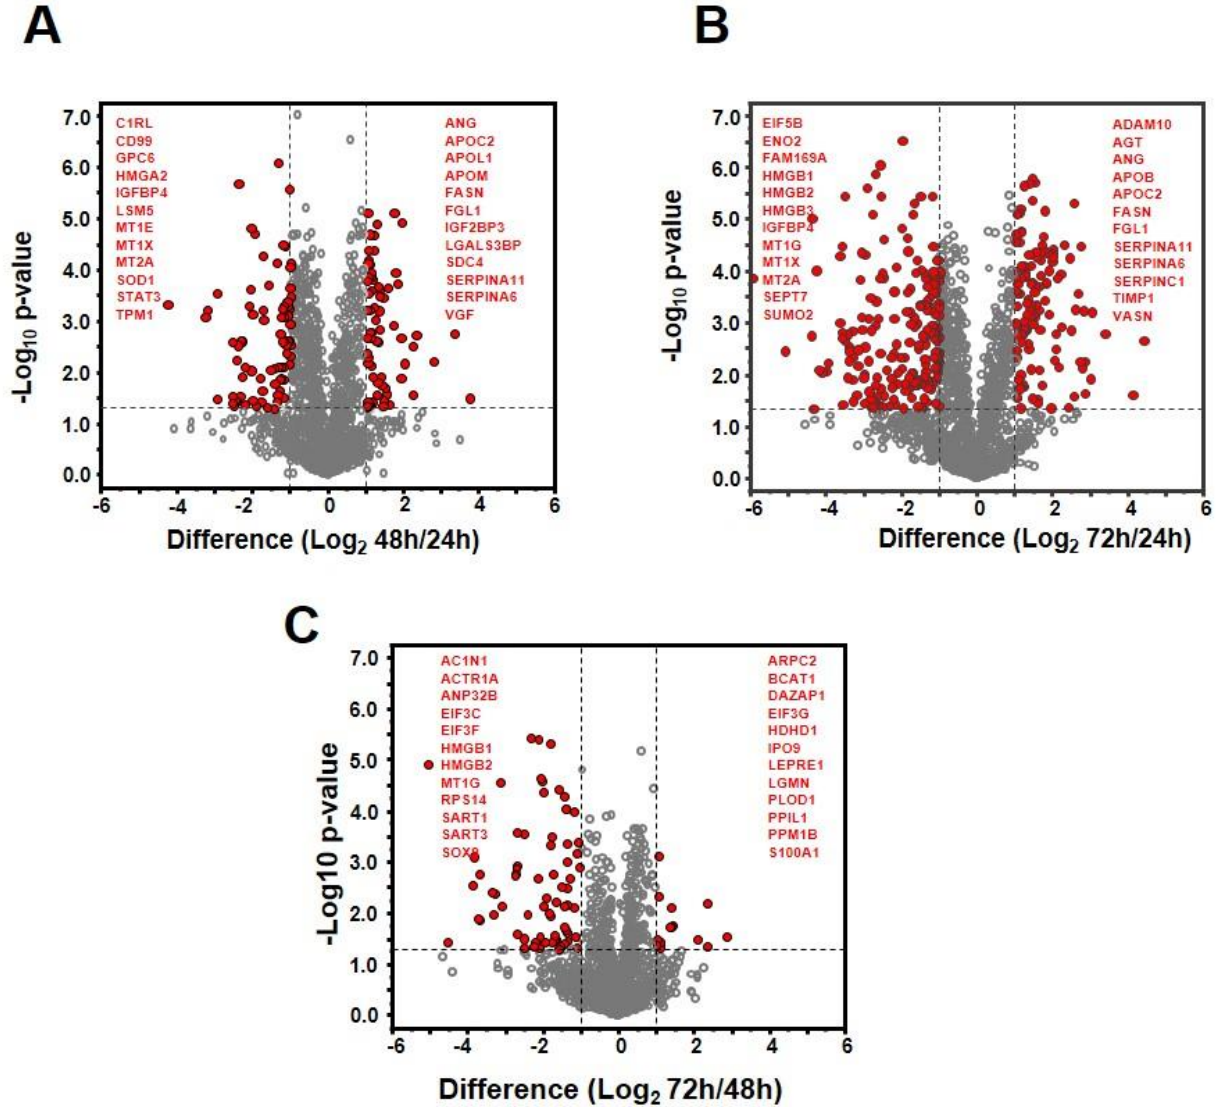 A
7.0
6.0
5.0
4.0
3.0
2.0
1.0
0.0
-Log10 p-value
C1RL
CD99
GPC6
HMGA2
IGFBP4
LSM5
MT1E
MT1X
MT2A
SOD1
STAT3
TPM1
ANG
APOC2
APOL1
APOM
FASN
FGL1
IGF2BP3
LGALS3BP
SDC4
SERPINA11
SERPINA6
VGF
-6 -4 -2 0 2 4 6
Difference (Log2 48h/24h)
B
7.0
6.0
5.0
4.0
3.0
2.0
1.0
0.0
-Log10 p-value
EIF5B
ENO2
FAM169A
HMGB1
HMGB2
HMGB3
IGFBP4
MT1G
MT1X
MT2A
SEPT7
SUMO2
ADAM10
AGT
ANG
APOB
APOC2
FASN
FGL1
SERPINA11
SERPINA6
SERPINC1
TIMP1
VASN
-6 -4 -2 0 2 4 6
Difference (Log2 72h/24h)
C
7.0
6.0
5.0
4.0
3.0
2.0
1.0
0.0
-Log10 p-value
AC1N1
ACTR1A
ANP32B
EIF3C
EIF3F
HMGB1
HMGB2
MT1G
RPS14
SART1
SART3
SOX9
ARPC2
BCAT1
DAZAP1
EIF3G
HDHD1
IPO9
LEPRE1
LGMN
PLOD1
PPIL1
PPM1B
S100A1
-6 -4 -2 0 2 4 6
Difference (Log2 72h/48h)